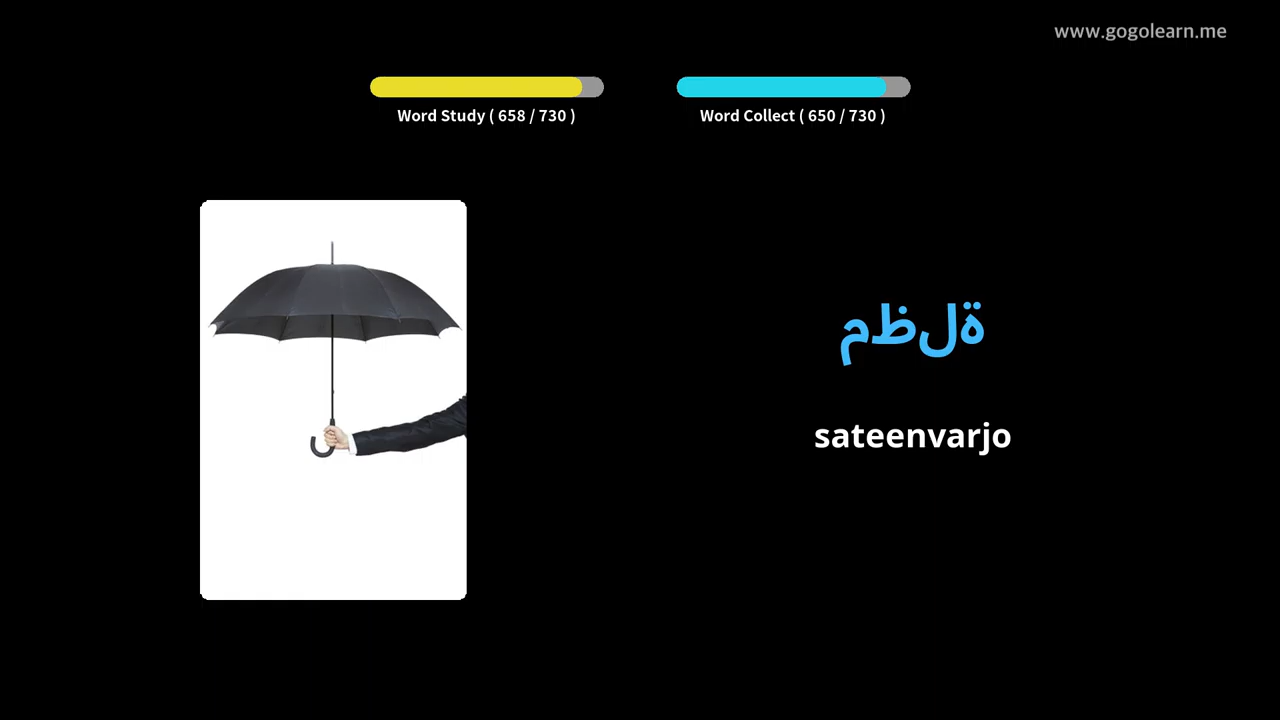 www.gogolearn.me
Word Study ( 658 / 730 )
Word Collect ( 650 / 730 )
مظلة
sateenvarjo